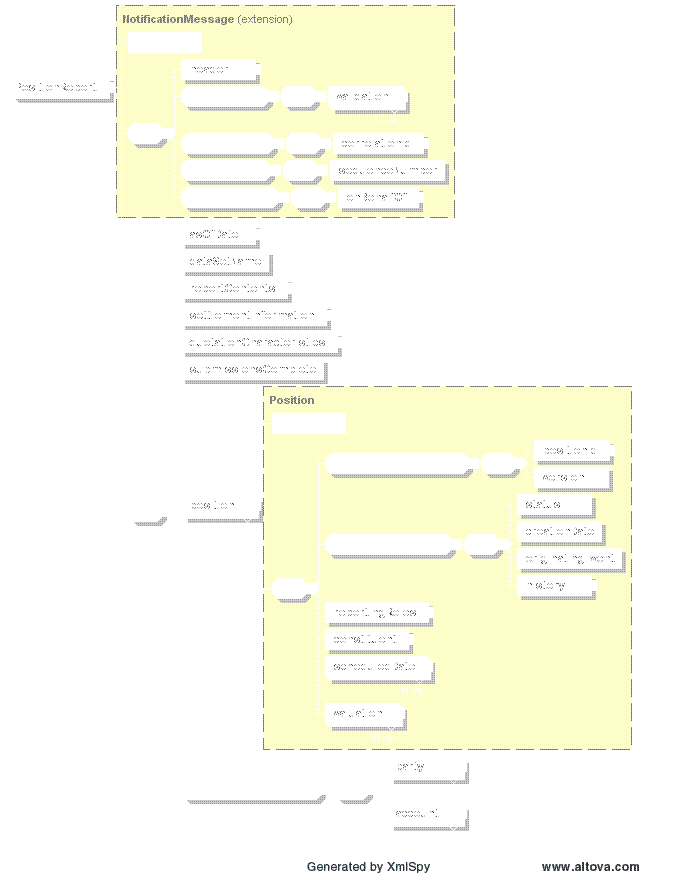 NotificationMessage (extension)
header
PositionReport
validation
correlationId
sequenceNumber
onBehalfOf
asOfDate
dataSetName
reportContents
settlementInformation
quotationCharacteristics
submissionsComplete
Position
positionId
version
position
status
creationDate
originatingEvent
history
reportingRoles
constituent
scheduledDate
valuation
party
account
Generated by XmlSpy
www.altova.com